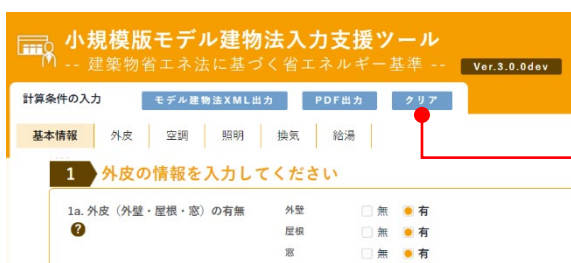 小規模版モデル建物法入力支援ツール
-- 建築物省エネ法に基づく省エネルギー基準 -- Ver.3.0.0dev
計算条件の入力 モデル建物法XML出力 PDF出力 クリア
基本情報 外皮 空調 照明 換気 給湯
1 外皮の情報を入力してください
1a. 外皮（外壁・屋根・窓）の有無 外壁 無 有
? 屋根 無 有
窓 無 有